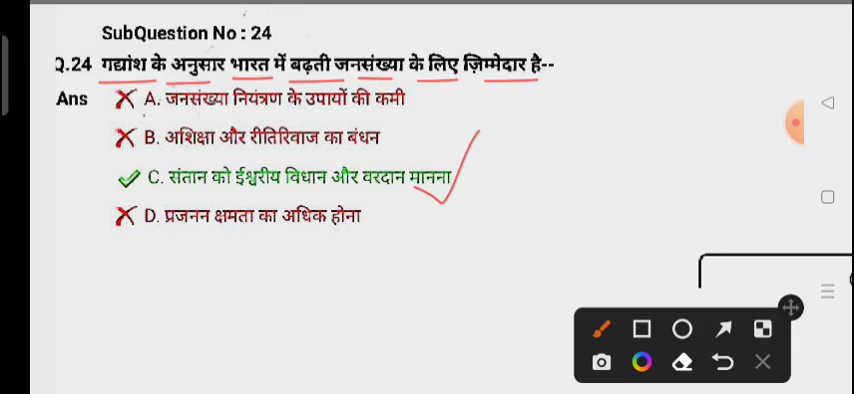 SubQuestion No : 24
Q.24 गद्यांश के अनुसार भारत में बढ़ती जनसंख्या के लिए ज़िम्मेदार है--
Ans A. जनसंख्या नियंत्रण के उपायों की कमी
B. अशिक्षा और रीतिरिवाज का बंधन
C. संतान को ईश्वरीय विधान और वरदान मानना
D. प्रजनन क्षमता का अधिक होना